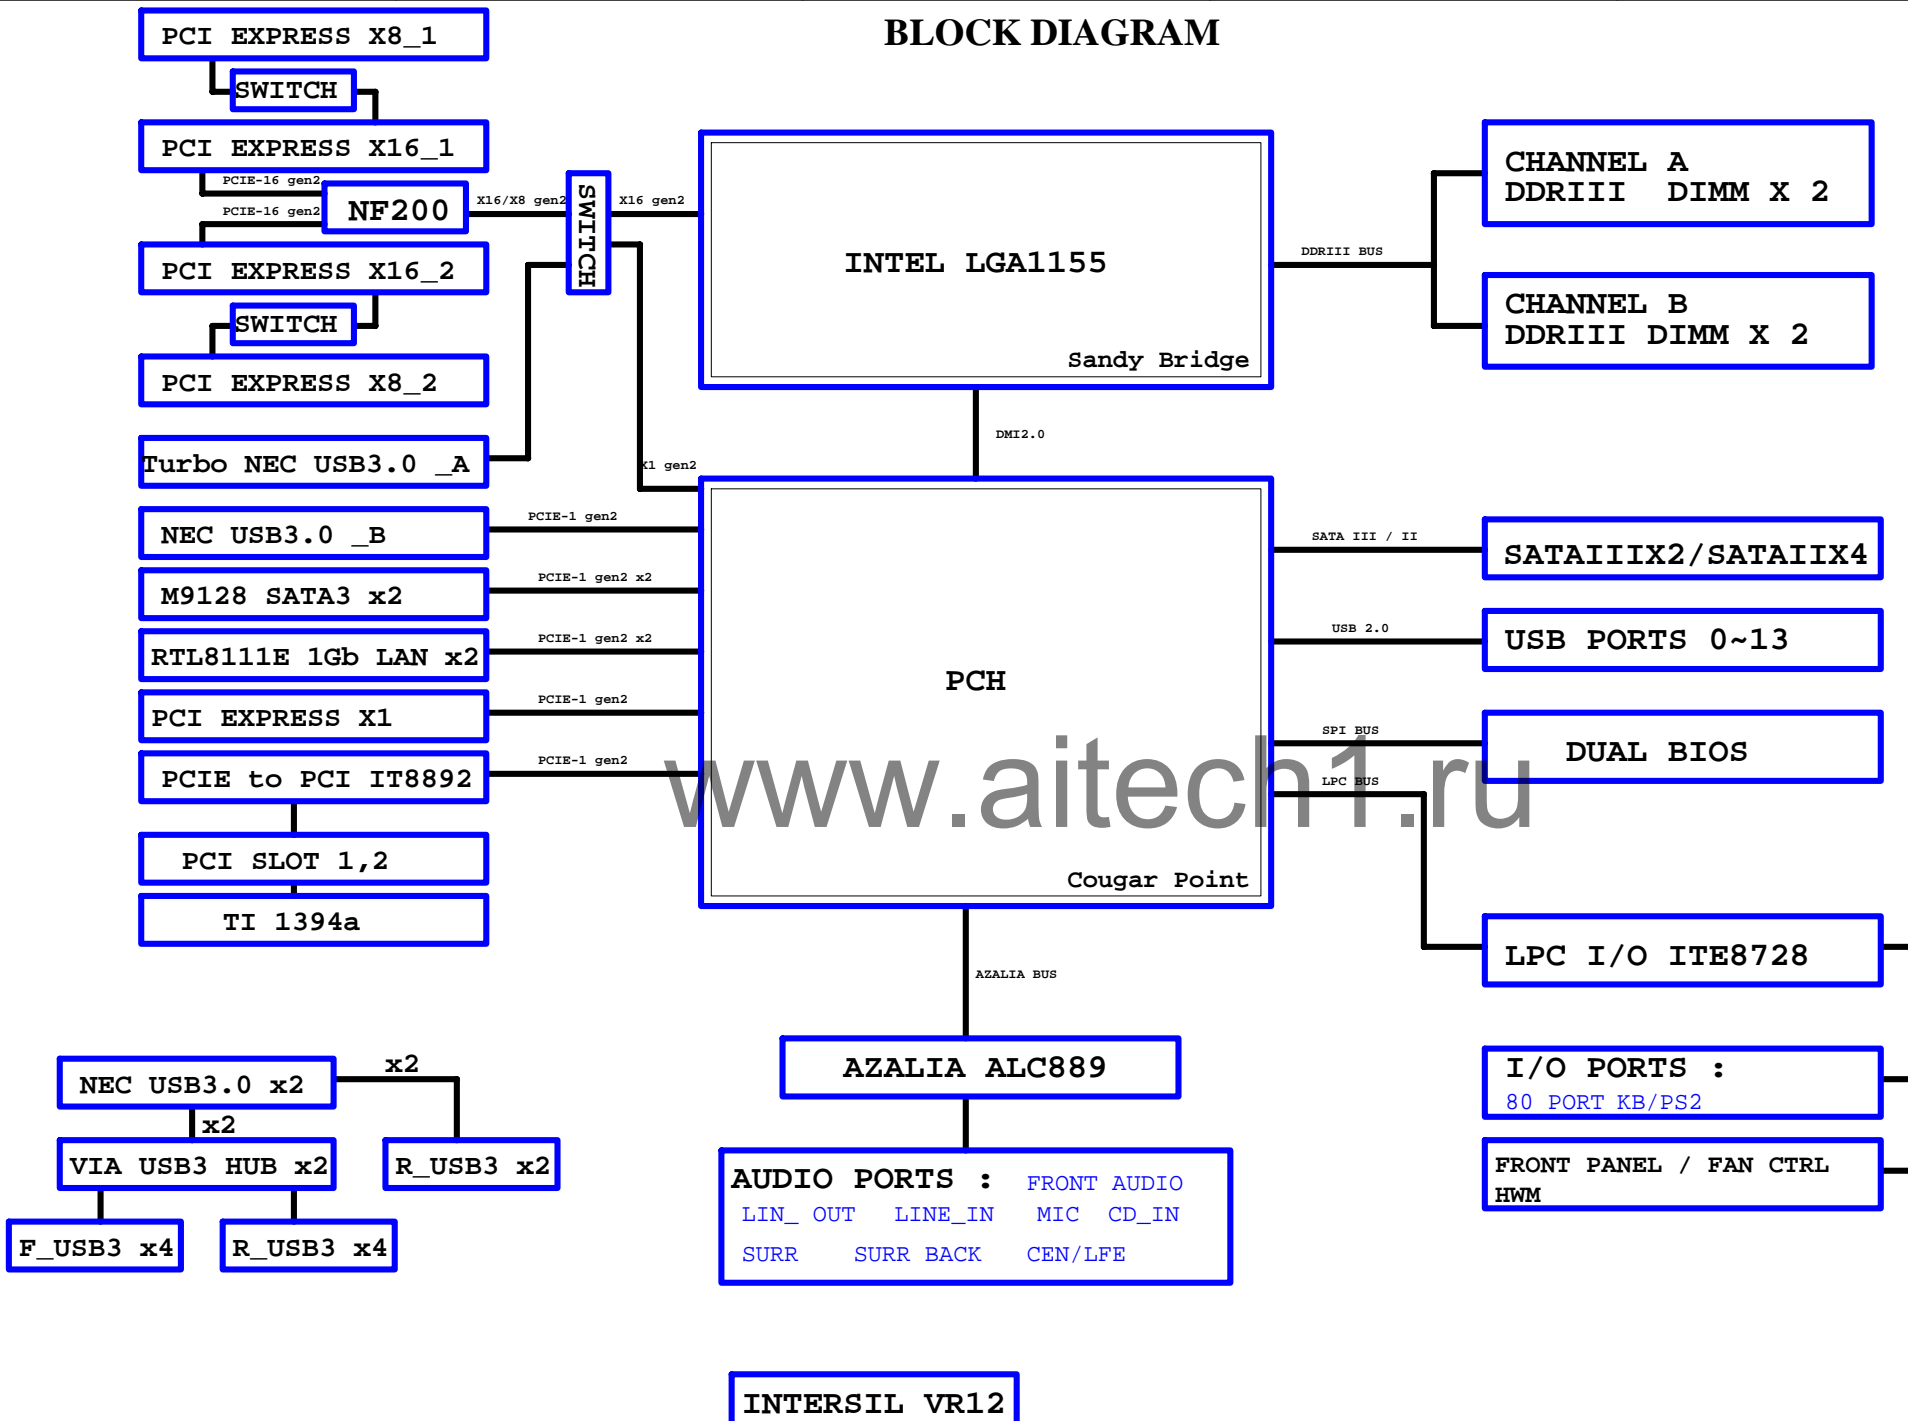 BLOCK DIAGRAM
PCI EXPRESS X8_1
SWITCH
PCI EXPRESS X16_1
PCIE-16 gen2
NF200
PCIE-16 gen2
X16/X8 gen2
SWITCH
X16 gen2
PCI EXPRESS X16_2
SWITCH
PCI EXPRESS X8_2
Turbo NEC USB3.0 _A
X1 gen2
INTEL LGA1155
Sandy Bridge
DDRIII BUS
CHANNEL A
DDRIII DIMM X 2
CHANNEL B
DDRIII DIMM X 2
DMI2.0
NEC USB3.0 _B
PCIE-1 gen2
M9128 SATA3 x2
PCIE-1 gen2 x2
RTL8111E 1Gb LAN x2
PCIE-1 gen2 x2
PCI EXPRESS X1
PCIE-1 gen2
PCIE to PCI IT8892
PCIE-1 gen2
PCI SLOT 1,2
TI 1394a
PCH
Cougar Point
www.aitech1.ru
SATA III / II
SATAIIIX2/SATAIIX4
USB 2.0
USB PORTS 0~13
SPI BUS
DUAL BIOS
LPC BUS
LPC I/O ITE8728
AZALIA BUS
AZALIA ALC889
I/O PORTS :
80 PORT KB/PS2
FRONT PANEL / FAN CTRL
HWM
NEC USB3.0 x2
x2
x2
VIA USB3 HUB x2
R_USB3 x2
F_USB3 x4
R_USB3 x4
AUDIO PORTS : FRONT AUDIO
LIN_ OUT LINE_IN MIC CD_IN
SURR SURR BACK CEN/LFE
INTERSIL VR12